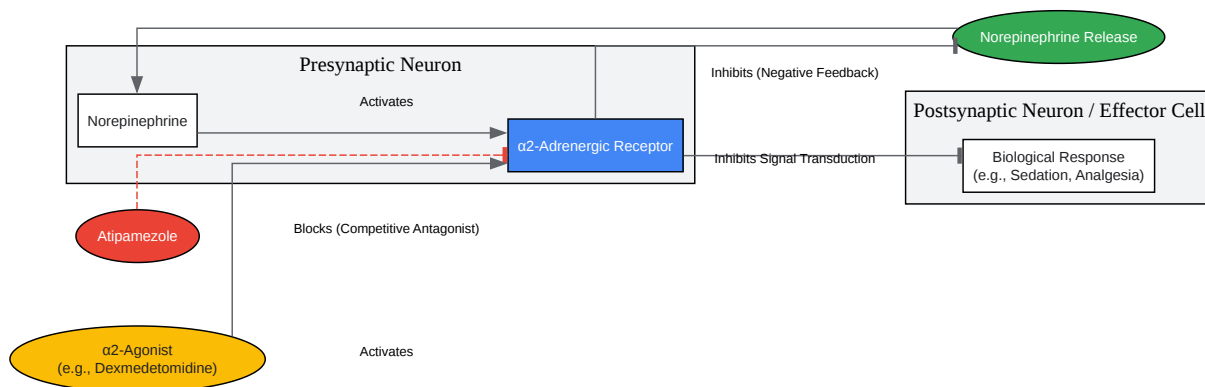 Norepinephrine Release
Presynaptic Neuron
Inhibits (Negative Feedback)
Activates
Postsynaptic Neuron / Effector Cell
Norepinephrine
α2-Adrenergic Receptor
Inhibits Signal Transduction
Biological Response
(e.g., Sedation, Analgesia)
Atipamezole
Blocks (Competitive Antagonist)
α2-Agonist
(e.g., Dexmedetomidine)
Activates